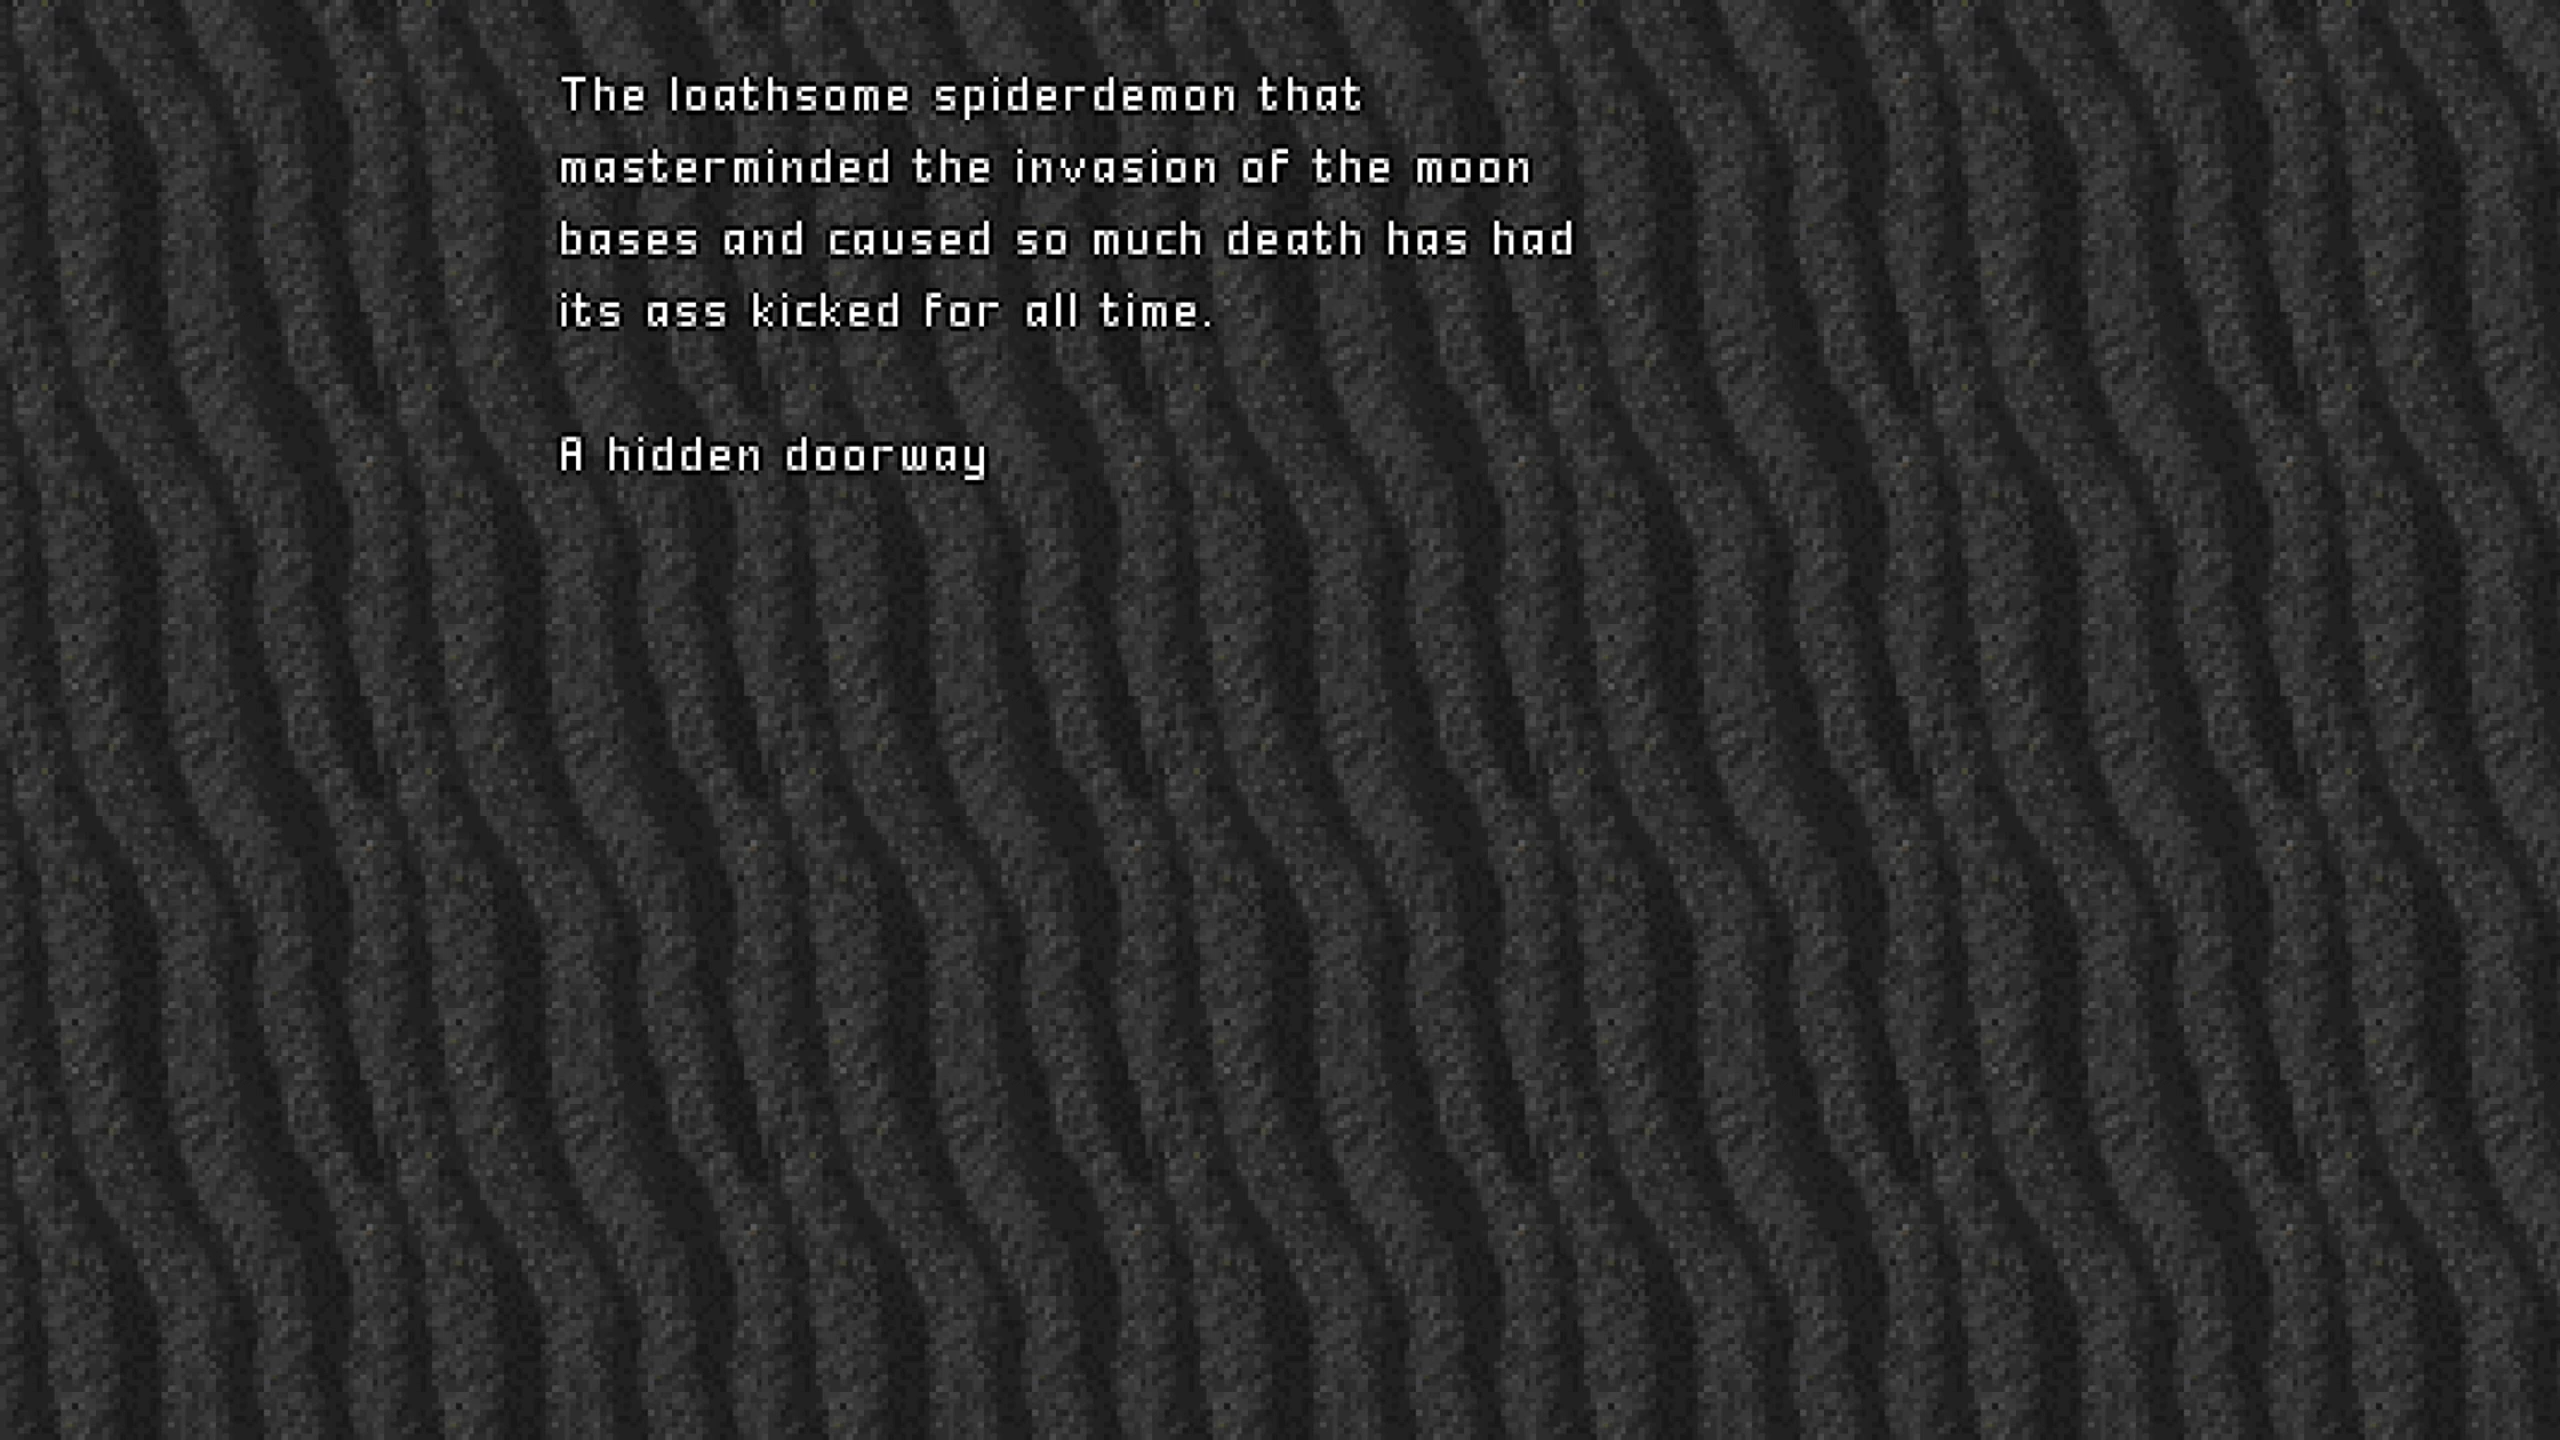 The loathsome spiderdemon that
masterminded the invasion of the moon
bases and caused so much death has had
its ass kicked for all time.
A hidden doorway